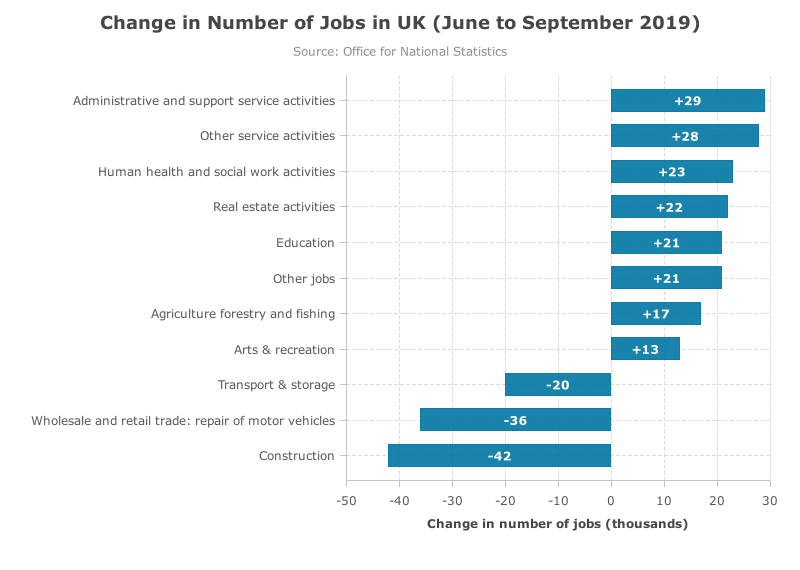 Change in Number of Jobs in UK (June to September 2019)
Source: Office for National Statistics
Administrative and support service activities +29
Other service activities +28
Human health and social work activities +23
Real estate activities +22
Education +21
Other jobs +21
Agriculture forestry and fishing +17
Arts & recreation +13
Transport & storage -20
Wholesale and retail trade: repair of motor vehicles -36
Construction -42
-50 -40 -30 -20 -10 0 10 20 30
Change in number of jobs (thousands)